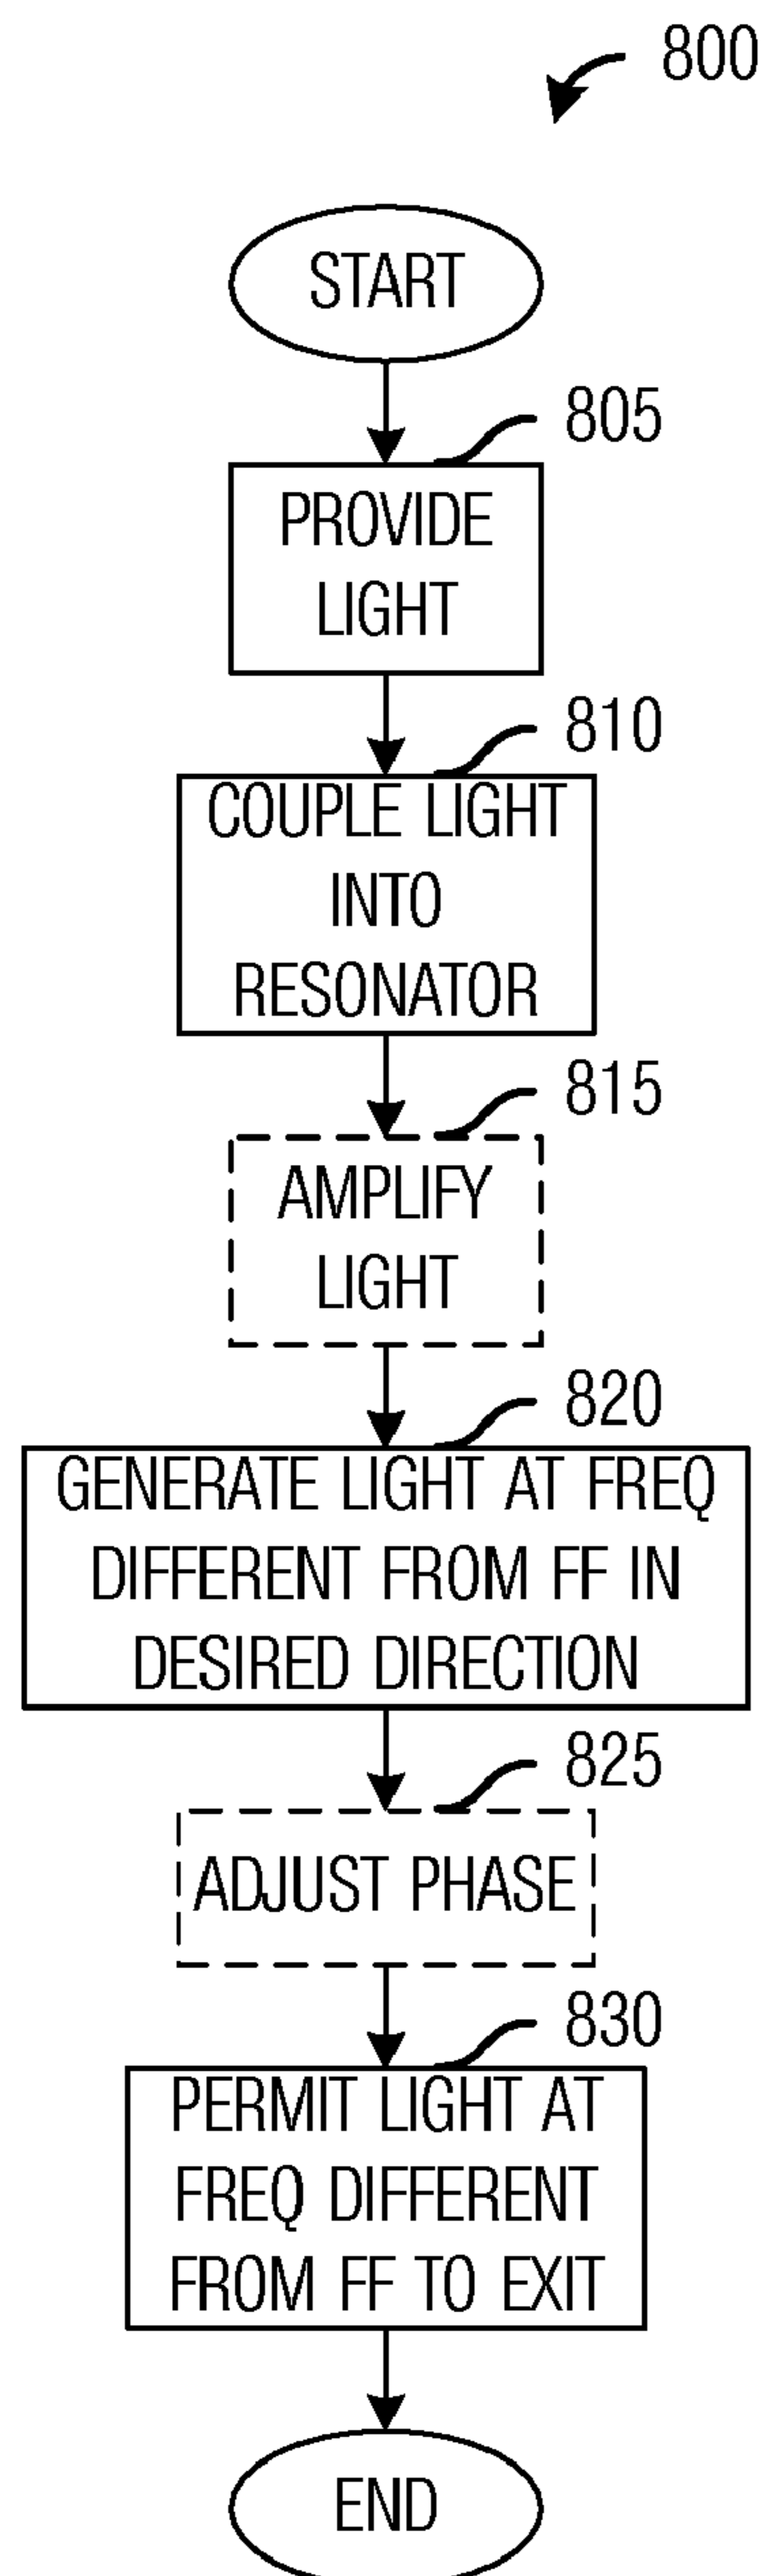 800
START
805
PROVIDE
LIGHT
810
COUPLE LIGHT
INTO
RESONATOR
815
AMPLIFY
LIGHT
820
GENERATE LIGHT AT FREQ
DIFFERENT FROM FF IN
DESIRED DIRECTION
825
ADJUST PHASE
830
PERMIT LIGHT AT
FREQ DIFFERENT
FROM FF TO EXIT
END